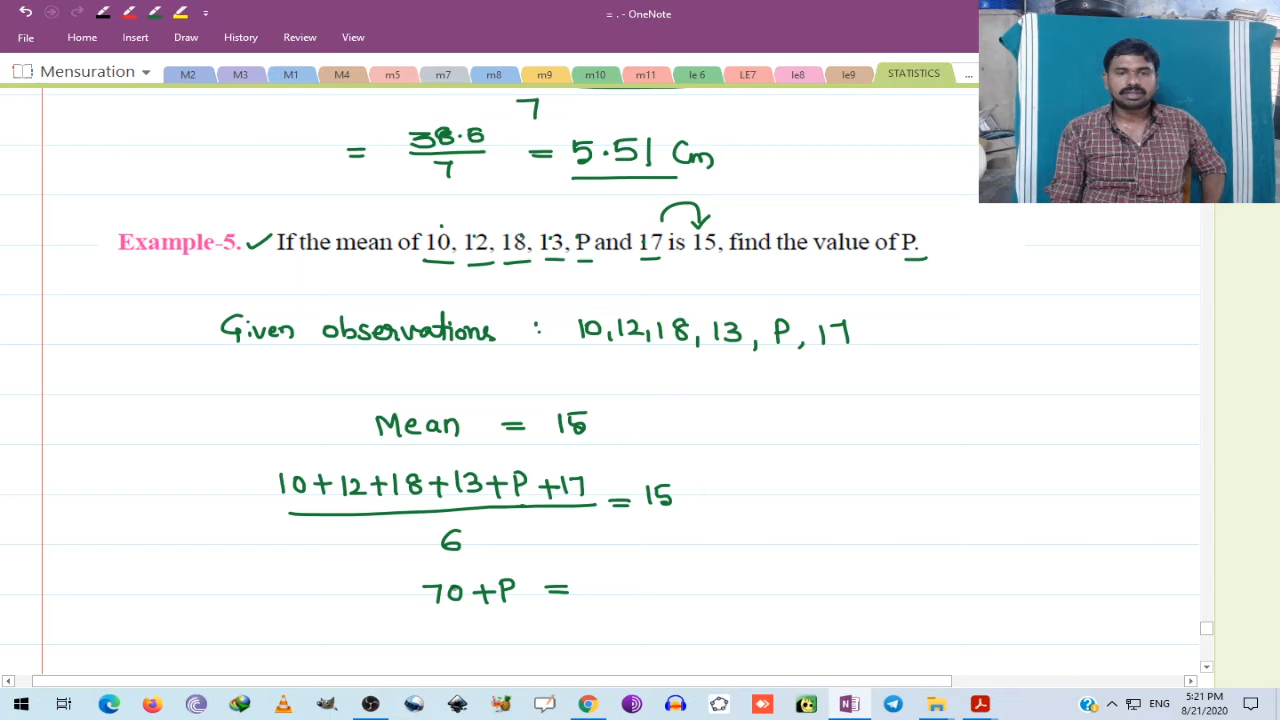 = . - OneNote
File Home Insert Draw History Review View
Mensuration M2 M3 M1 M4 m5 m7 m8 m9 m10 m11 le 6 LE7 le8 le9 STATISTICS ...
7
= 38.6 / 7 = 5.51 Cm
Example-5. ✓ If the mean of 10, 12, 18, 13, P and 17 is 15, find the value of P.
Given observations : 10, 12, 18, 13, P, 17
Mean = 15
10+12+18+13+P+17 = 15
6
70+P =
5:21 PM
ENG
8/21/2020